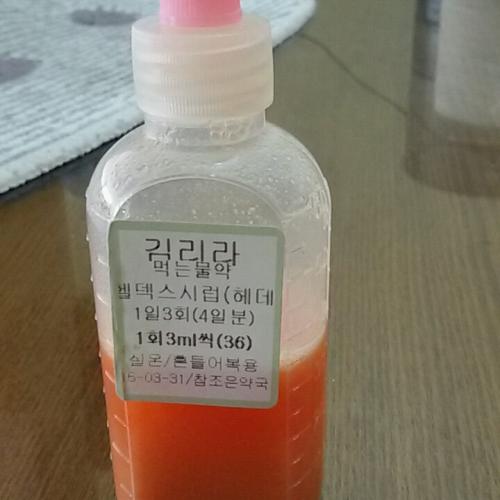 김리라
먹는물약
벨덱스시럽(헤데
1일3회(4일분)
1회3ml씩(36)
실온/흔들어복용
5-03-31/참조은약국